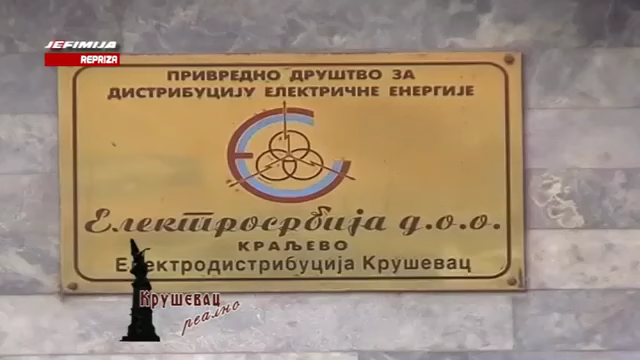 JEFIMIJA
REPRIZA
ПРИВРЕДНО ДРУШТВО ЗА
ДИСТРИБУЦИЈУ ЕЛЕКТРИЧНЕ ЕНЕРГИЈЕ
Електросрбија д.о.о.
КРАЉЕВО
Електродистрибуција Крушевац
Крушевац
реално